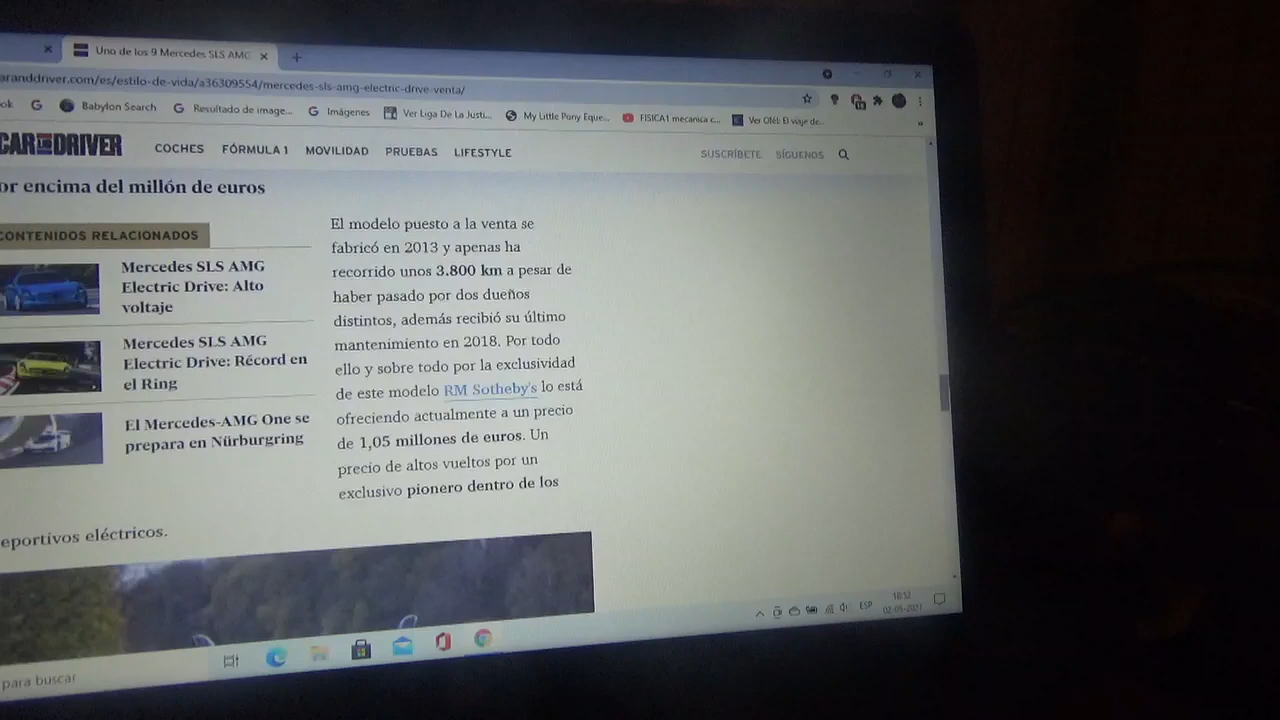 Uno de los 9 Mercedes SLS AMG
aranddriver.com/es/estilo-de-vida/a36309554/mercedes-sls-amg-electric-drive-venta/
ok
Babylon Search
Resultado de image...
Imágenes
Ver Liga De La Justi...
My Little Pony Eque...
FISICA1 mecanica c...
Ver Olé!: El viaje de...
CAR AND DRIVER
COCHES
FÓRMULA 1
MOVILIDAD
PRUEBAS
LIFESTYLE
SUSCRÍBETE
SÍGUENOS
or encima del millón de euros
CONTENIDOS RELACIONADOS
Mercedes SLS AMG
Electric Drive: Alto
voltaje
Mercedes SLS AMG
Electric Drive: Récord en
el Ring
El Mercedes-AMG One se
prepara en Nürburgring
El modelo puesto a la venta se
fabricó en 2013 y apenas ha
recorrido unos 3.800 km a pesar de
haber pasado por dos dueños
distintos, además recibió su último
mantenimiento en 2018. Por todo
ello y sobre todo por la exclusividad
de este modelo RM Sotheby's lo está
ofreciendo actualmente a un precio
de 1,05 millones de euros. Un
precio de altos vueltos por un
exclusivo pionero dentro de los
eportivos eléctricos.
para buscar
ESP
18:12
02-05-2021